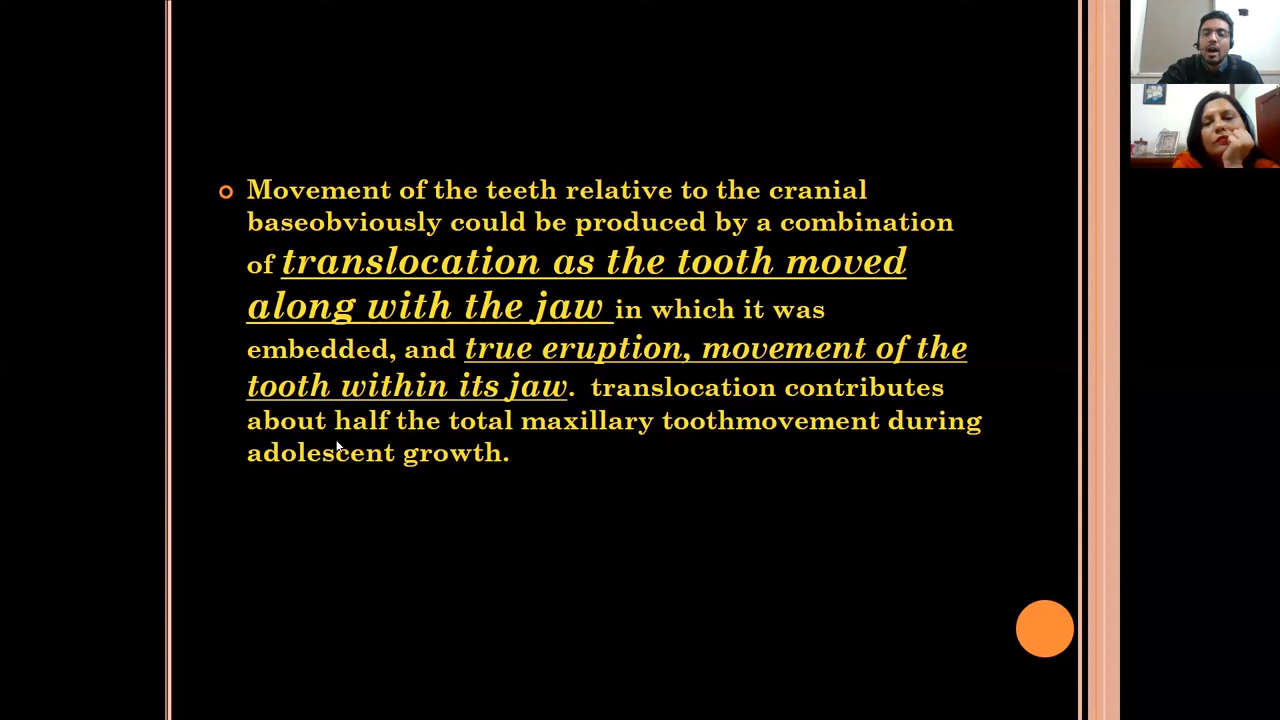 Movement of the teeth relative to the cranial
baseobviously could be produced by a combination
of translocation as the tooth moved
along with the jaw in which it was
embedded, and true eruption, movement of the
tooth within its jaw. translocation contributes
about half the total maxillary toothmovement during
adolescent growth.